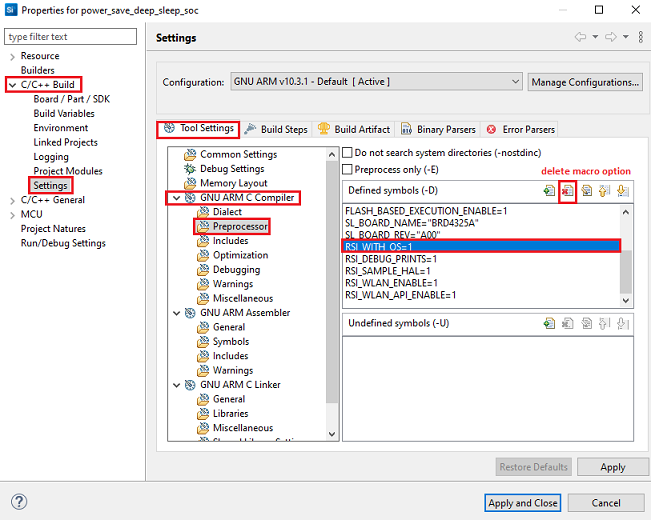 Si Properties for power_save_deep_sleep_soc
type filter text
Resource
Builders
C/C++ Build
Board / Part / SDK
Build Variables
Environment
Linked Projects
Logging
Project Modules
Settings
C/C++ General
MCU
Project Natures
Run/Debug Settings
Settings
Configuration: GNU ARM v10.3.1 - Default [ Active ] Manage Configurations...
Tool Settings Build Steps Build Artifact Binary Parsers Error Parsers
Common Settings
Debug Settings
Memory Layout
GNU ARM C Compiler
Dialect
Preprocessor
Includes
Optimization
Debugging
Warnings
Miscellaneous
GNU ARM Assembler
General
Symbols
Includes
Warnings
GNU ARM C Linker
General
Libraries
Miscellaneous
Do not search system directories (-nostdinc)
Preprocess only (-E)
delete macro option
Defined symbols (-D)
FLASH_BASED_EXECUTION_ENABLE=1
SL_BOARD_NAME="BRD4325A"
SL_BOARD_REV="A00"
RSI_WITH_OS=1
RSI_DEBUG_PRINTS=1
RSI_SAMPLE_HAL=1
RSI_WLAN_ENABLE=1
RSI_WLAN_API_ENABLE=1
Undefined symbols (-U)
Restore Defaults Apply
? Apply and Close Cancel